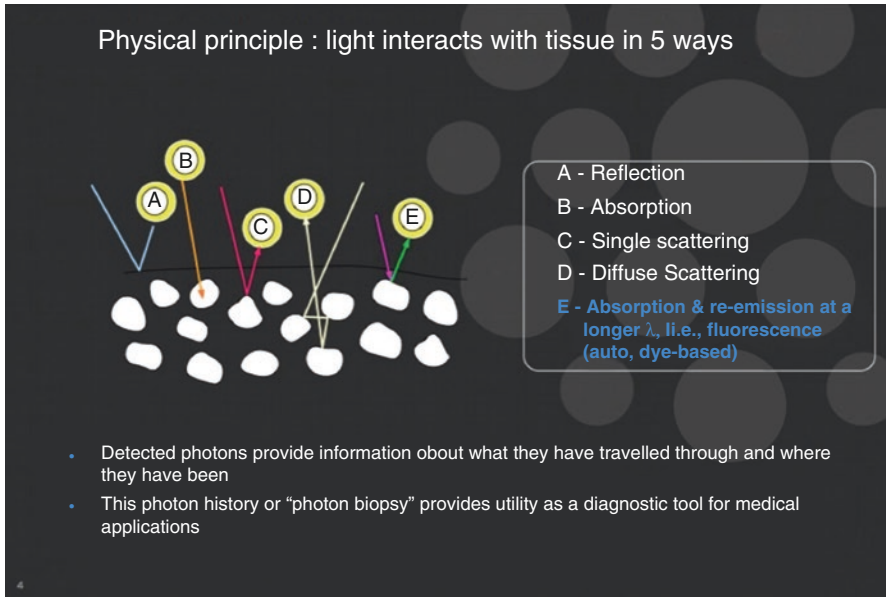 Physical principle : light interacts with tissue in 5 ways
B
A
D
C
E
A - Reflection
B - Absorption
C - Single scattering
D - Diffuse Scattering
E - Absorption & re-emission at a
longer λ, Ii.e., fluorescence
(auto, dye-based)
• Detected photons provide information obout what they have travelled through and where
they have been
• This photon history or “photon biopsy” provides utility as a diagnostic tool for medical
applications
4